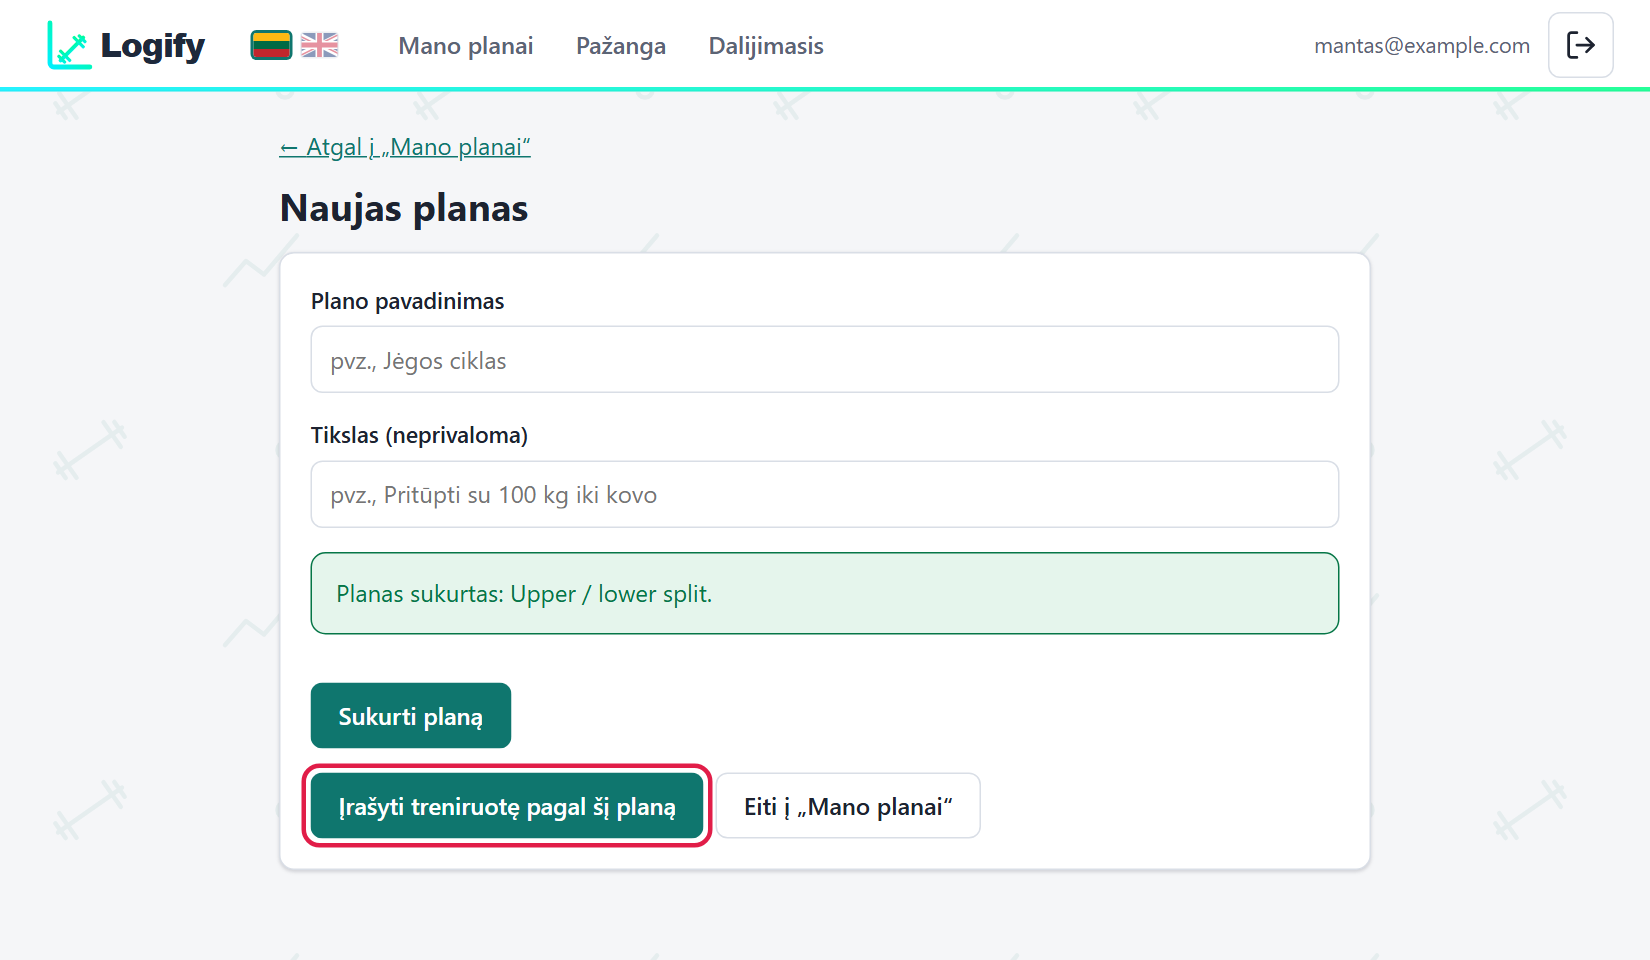 Logify
Mano planai
Pažanga
Dalijimasis
mantas@example.com
← Atgal į „Mano planai“
Naujas planas
Plano pavadinimas
pvz., Jėgos ciklas
Tikslas (neprivaloma)
pvz., Pritūpti su 100 kg iki kovo
Planas sukurtas: Upper / lower split.
Sukurti planą
Įrašyti treniruotę pagal šį planą
Eiti į „Mano planai“